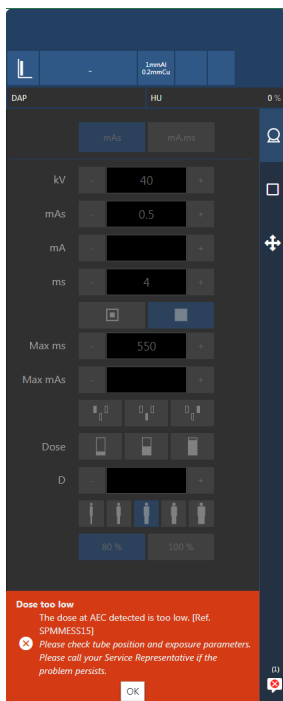 -
1mmAl
0.2mmCu
DAP HU 0 %
mAs mA,ms
kV - 40 +
mAs - 0.5 +
mA - +
ms - 4 +
Max ms - 550 +
Max mAs - +
Dose
D - +
80 % 100 %
Dose too low
The dose at AEC detected is too low. [Ref.
SPMMESS15]
Please check tube position and exposure parameters.
Please call your Service Representative if the
problem persists.
OK
(1)